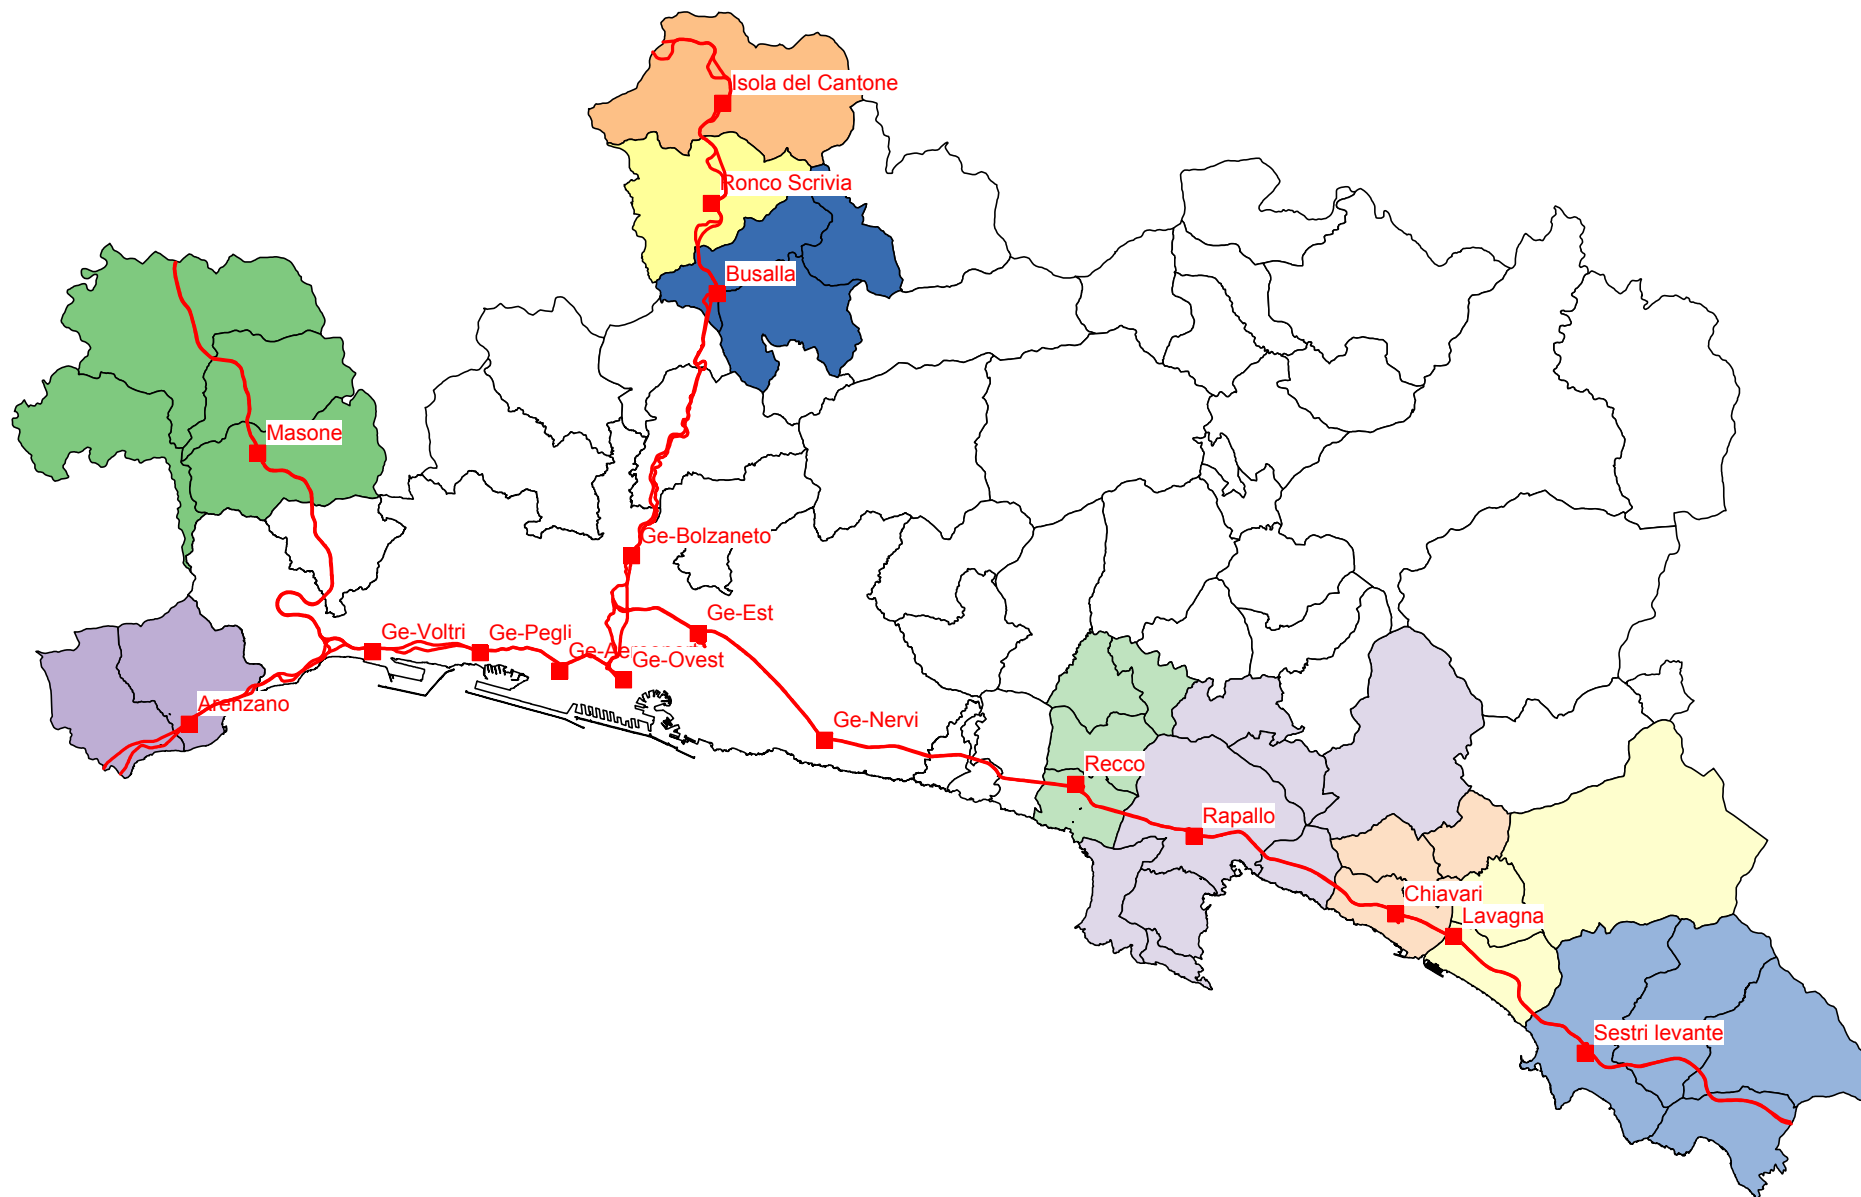 Isola del Cantone
Ronco Scrivia
Busalla
Masone
Ge-Bolzaneto
Ge-Est
Ge-Voltri
Ge-Pegli
Ge-Ovest
Arenzano
Ge-Nervi
Recco
Rapallo
Chiavari
Lavagna
Sestri levante